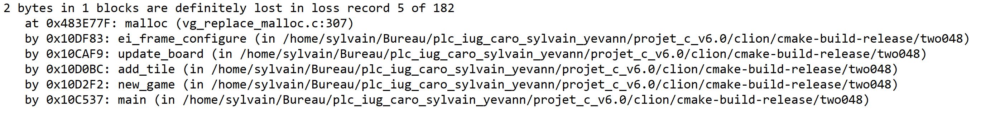 2 bytes in 1 blocks are definitely lost in loss record 5 of 182
at 0x483E77F: malloc (vg_replace_malloc.c:307)
by 0x10DF83: ei_frame_configure (in /home/sylvain/Bureau/plc_iug_caro_sylvain_yevann/projet_c_v6.0/clion/cmake-build-release/two048)
by 0x10CAF9: update_board (in /home/sylvain/Bureau/plc_iug_caro_sylvain_yevann/projet_c_v6.0/clion/cmake-build-release/two048)
by 0x10D0BC: add_tile (in /home/sylvain/Bureau/plc_iug_caro_sylvain_yevann/projet_c_v6.0/clion/cmake-build-release/two048)
by 0x10D2F2: new_game (in /home/sylvain/Bureau/plc_iug_caro_sylvain_yevann/projet_c_v6.0/clion/cmake-build-release/two048)
by 0x10C537: main (in /home/sylvain/Bureau/plc_iug_caro_sylvain_yevann/projet_c_v6.0/clion/cmake-build-release/two048)